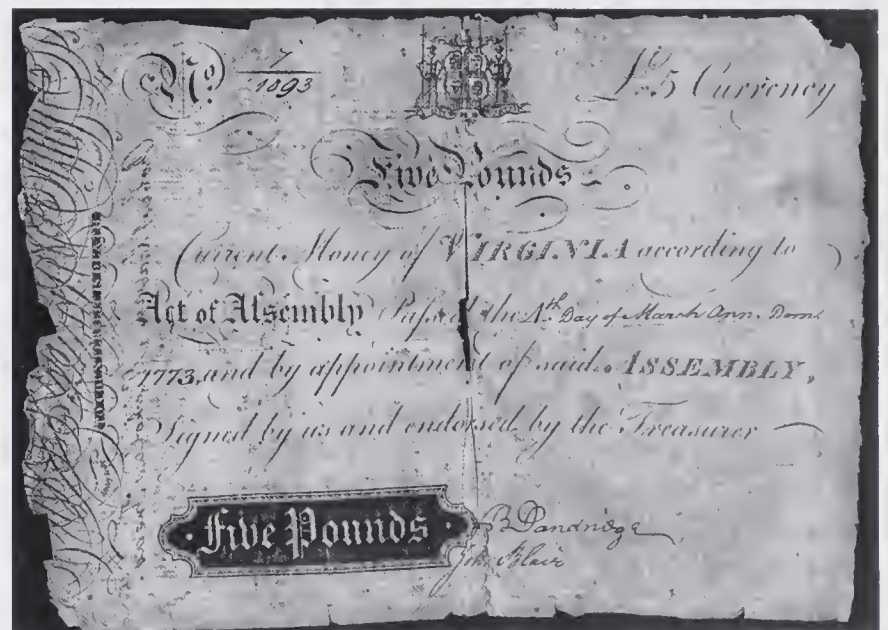 No. 7
1093
£5 Currency
Five Pounds
Current Money of VIRGINIA according to
Act of Assembly Passed the 4th Day of March Ann. Dom.
1773, and by appointment of said ASSEMBLY,
Signed by us and endorsed by the Treasurer
Five Pounds
B Dandridge
Jno. Blair